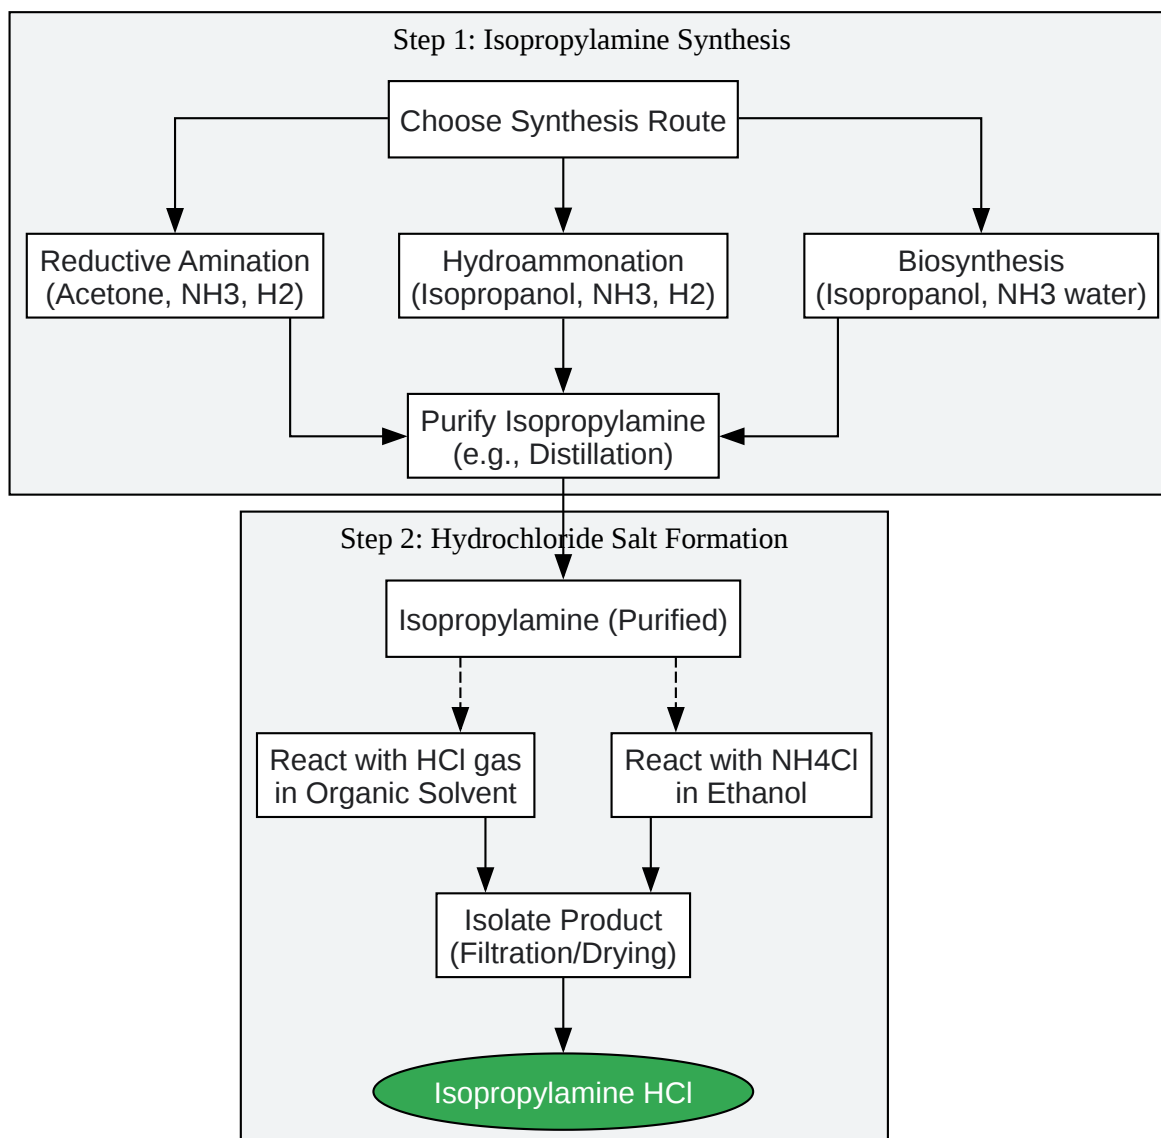 Step 1: Isopropylamine Synthesis
Choose Synthesis Route
Reductive Amination
(Acetone, NH3, H2)
Hydroammonation
(Isopropanol, NH3, H2)
Biosynthesis
(Isopropanol, NH3 water)
Purify Isopropylamine
(e.g., Distillation)
Step 2: Hydrochloride Salt Formation
Isopropylamine (Purified)
React with HCl gas
in Organic Solvent
React with NH4Cl
in Ethanol
Isolate Product
(Filtration/Drying)
Isopropylamine HCl